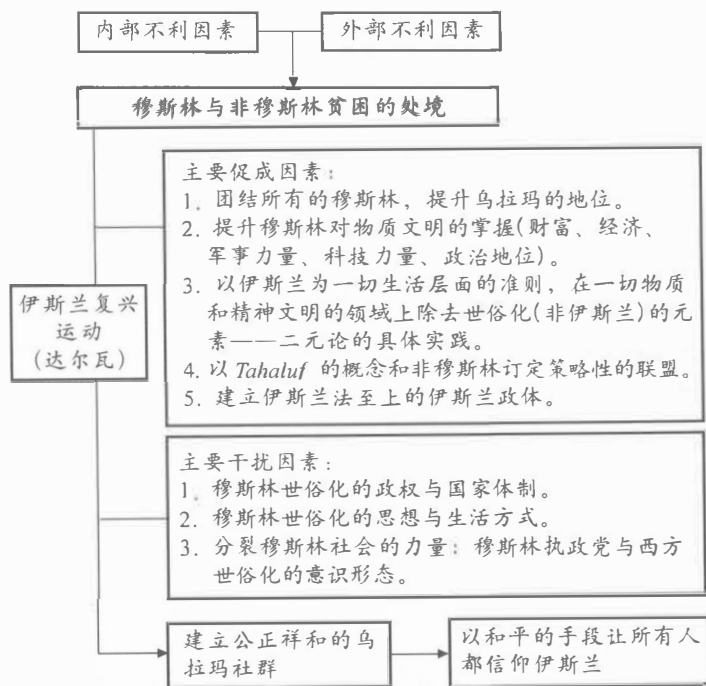 内部不利因素
外部不利因素
穆斯林与非穆斯林贫困的处境
主要促成因素：
1. 团结所有的穆斯林，提升乌拉玛的地位。
2. 提升穆斯林对物质文明的掌握(财富、经济、
军事力量、科技力量、政治地位)。
3. 以伊斯兰为一切生活层面的准则，在一切物质
和精神文明的领域上除去世俗化(非伊斯兰)的元
素——二元论的具体实践。
4. 以 Tahaluf 的概念和非穆斯林订定策略性的联盟。
5. 建立伊斯兰法至上的伊斯兰政体。
伊斯兰复兴
运动
(达尔瓦)
主要干扰因素：
1. 穆斯林世俗化的政权与国家体制。
2. 穆斯林世俗化的思想与生活方式。
3. 分裂穆斯林社会的力量：穆斯林执政党与西方
世俗化的意识形态。
建立公正祥和的乌
拉玛社群
以和平的手段让所有人
都信仰伊斯兰